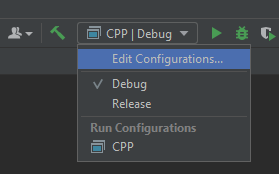 CPP | Debug
Edit Configurations...
Debug
Release
Run Configurations
CPP